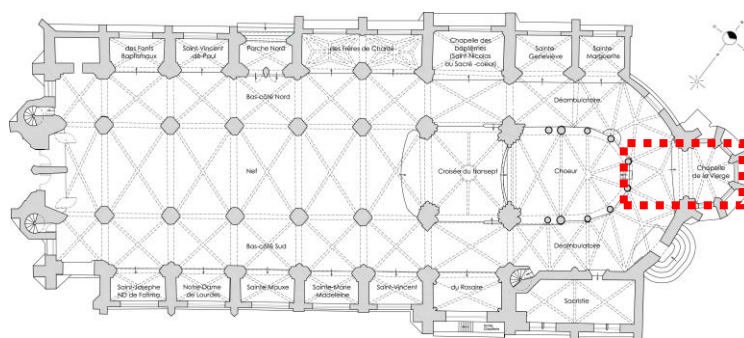 des Fonts
Baptismaux
Saint-Vincent
de-Paul
Porche Nord
des Frères de Charité
Chapelle des
baptêmes
(Saint-Nicolas
ou Sacré-coeur)
Sainte
Geneviève
Sainte
Marguerite
Bas-côté Nord
Déambulatoire
Nef
Croisée du transept
Choeur
Chapelle
de la Vierge
Bas-côté Sud
Déambulatoire
Saint-Josephe
ND de Fatima
Notre-Dame
de Lourdes
Sainte-Mauxe
Sainte-Marie
Madeleine
Saint-Vincent
du Rosaire
Sacristie